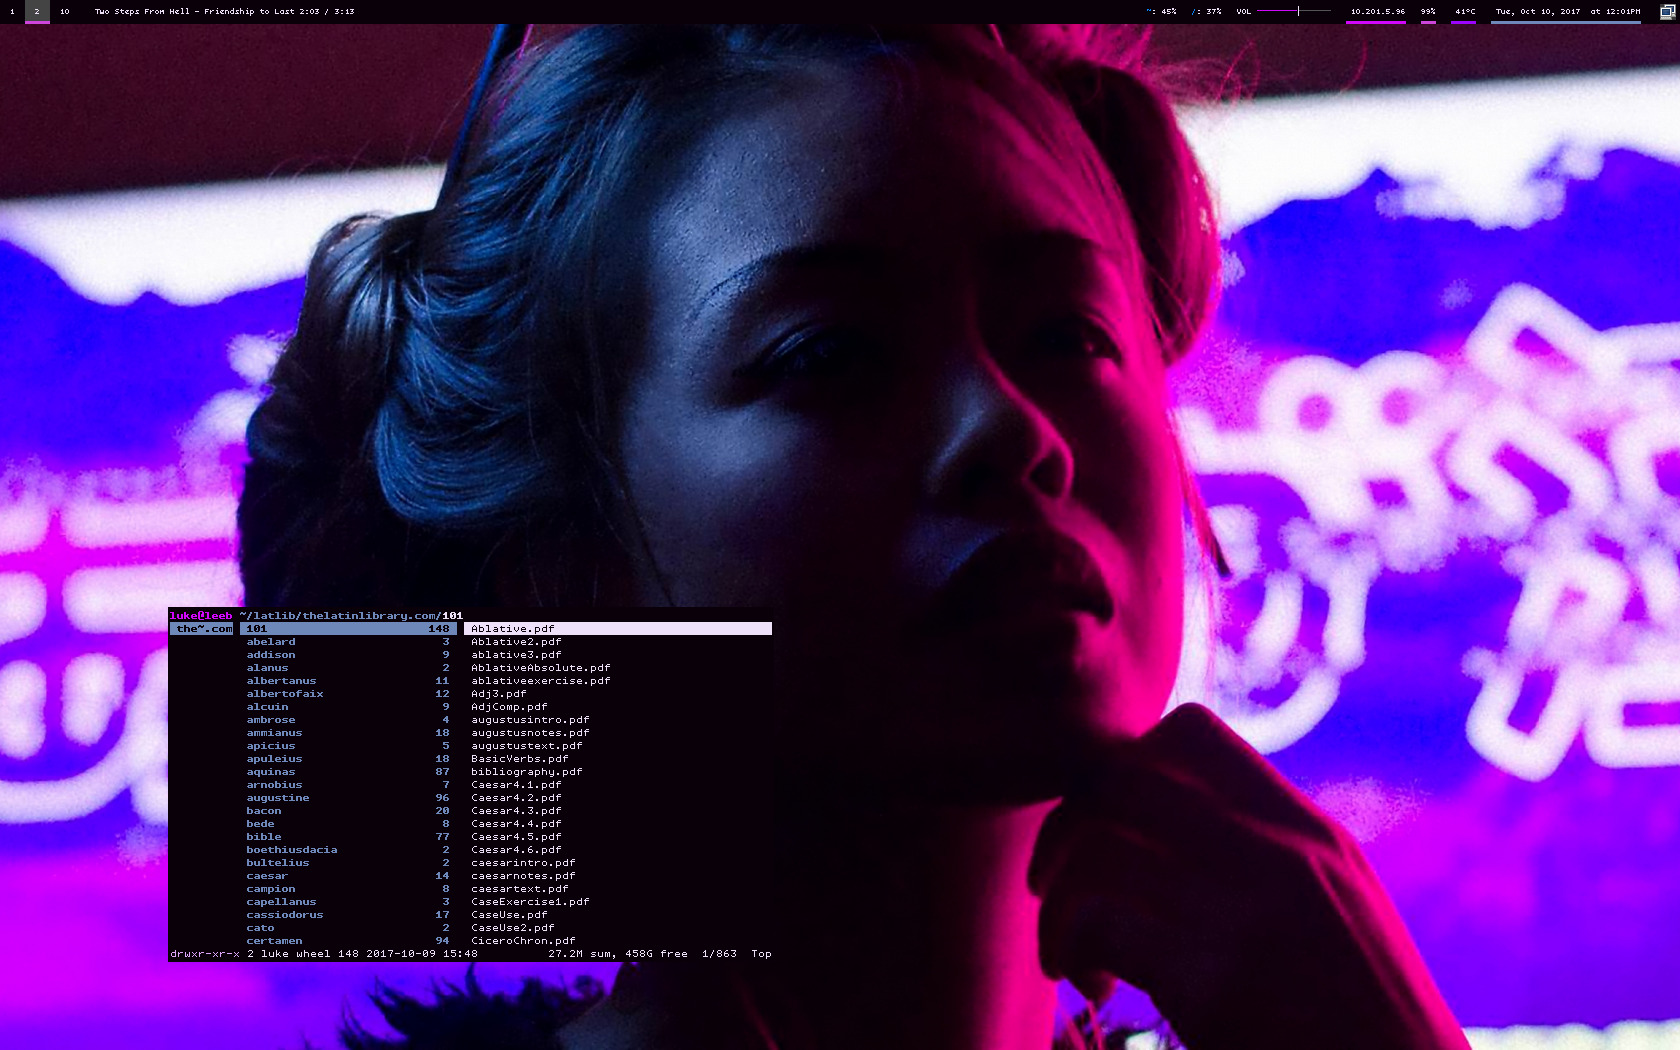 1 2 10 Two Steps From Hell - Friendship to Last 2:03 / 3:13 ~: 45% /: 37% VOL 10.201.5.96 99% 41ºC Tue, Oct 10, 2017 at 12:01PM
luke@leeb ~/latlib/thelatinlibrary.com/101
the~.com 101 148 Ablative.pdf
abelard 3 Ablative2.pdf
addison 9 ablative3.pdf
alanus 2 AblativeAbsolute.pdf
albertanus 11 ablativeexercise.pdf
albertofaix 12 Adj3.pdf
alcuin 9 AdjComp.pdf
ambrose 4 augustusintro.pdf
ammianus 18 augustusnotes.pdf
apicius 5 augustustext.pdf
apuleius 18 BasicVerbs.pdf
aquinas 87 bibliography.pdf
arnobius 7 Caesar4.1.pdf
augustine 96 Caesar4.2.pdf
bacon 20 Caesar4.3.pdf
bede 8 Caesar4.4.pdf
bible 77 Caesar4.5.pdf
boethiusdacia 2 Caesar4.6.pdf
bultelius 2 caesarintro.pdf
caesar 14 caesarnotes.pdf
campion 8 caesartext.pdf
capellanus 3 CaseExercise1.pdf
cassiodorus 17 CaseUse.pdf
cato 2 CaseUse2.pdf
certamen 94 CiceroChron.pdf
drwxr-xr-x 2 luke wheel 148 2017-10-09 15:48 27.2M sum, 458G free 1/863 Top